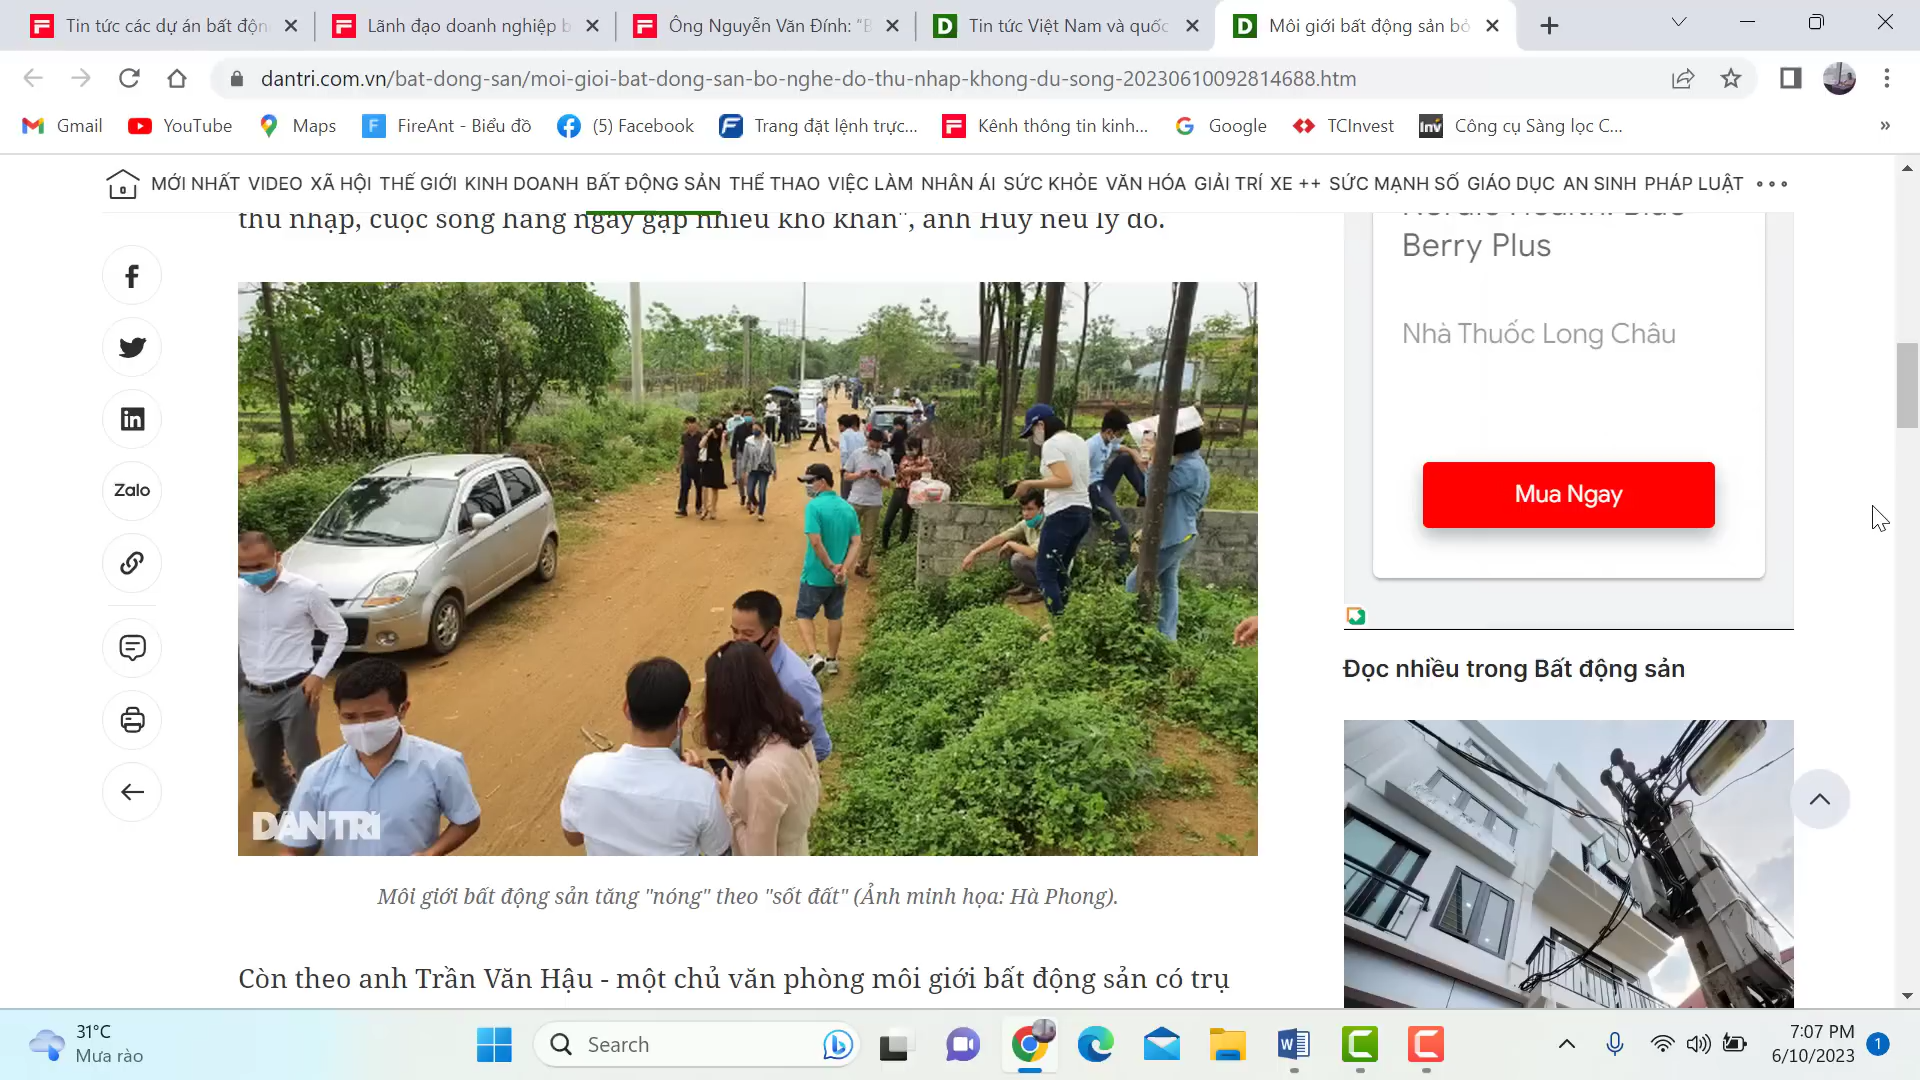 Tin tức các dự án bất độn
Lãnh đạo doanh nghiệp b
Ông Nguyễn Văn Đính: “B
Tin tức Việt Nam và quốc
Môi giới bất động sản bỏ
dantri.com.vn/bat-dong-san/moi-gioi-bat-dong-san-bo-nghe-do-thu-nhap-khong-du-song-20230610092814688.htm
Gmail
YouTube
Maps
FireAnt - Biểu đồ
(5) Facebook
Trang đặt lệnh trực...
Kênh thông tin kinh...
Google
TCInvest
Công cụ Sàng lọc C...
MỚI NHẤT VIDEO XÃ HỘI THẾ GIỚI KINH DOANH BẤT ĐỘNG SẢN THỂ THAO VIỆC LÀM NHÂN ÁI SỨC KHỎE VĂN HÓA GIẢI TRÍ XE ++ SỨC MẠNH SỐ GIÁO DỤC AN SINH PHÁP LUẬT
thu nhập, cuộc sống hàng ngày gặp nhiều khó khăn", anh Huy nêu lý do.
Zalo
DÂN TRÍ
Môi giới bất động sản tăng "nóng" theo "sốt đất" (Ảnh minh họa: Hà Phong).
Còn theo anh Trần Văn Hậu - một chủ văn phòng môi giới bất động sản có trụ
Berry Plus
Nhà Thuốc Long Châu
Mua Ngay
Đọc nhiều trong Bất động sản
31°C
Mưa rào
Search
7:07 PM
6/10/2023
1